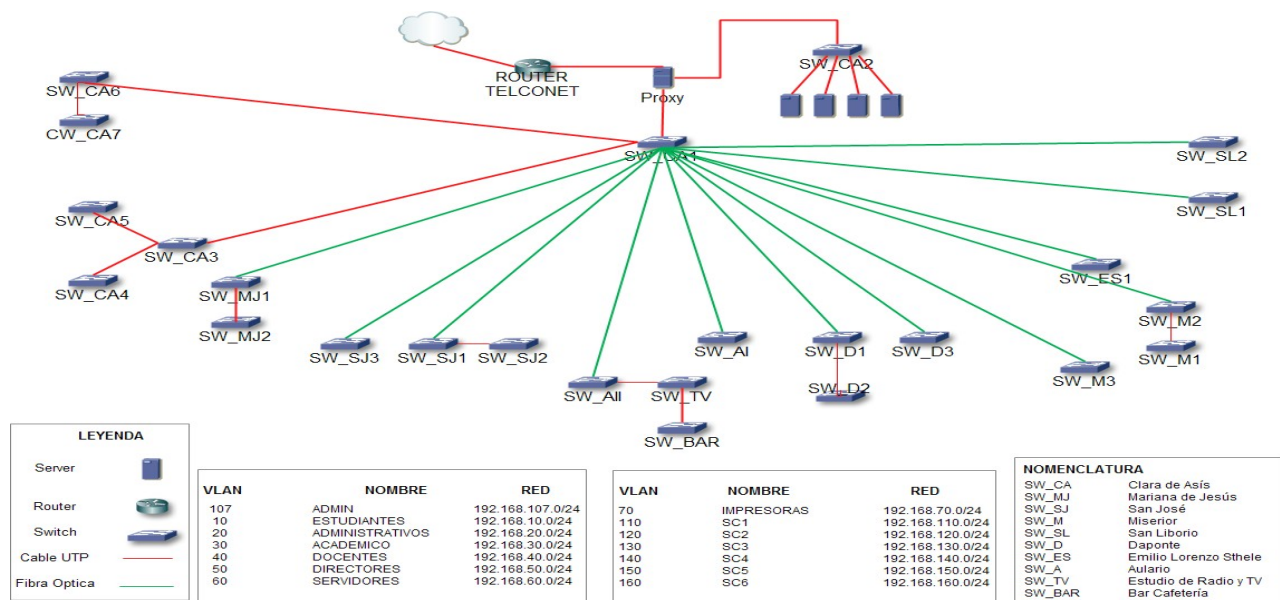 SW_CA2
ROUTER
TELCONET
Proxy
SW_CA6
CW_CA7
SW_CA1
SW_SL2
SW_SL1
SW_CA5
SW_CA3
SW_CA4
SW_ES1
SW_MJ1
SW_MJ2
SW_M2
SW_M1
SW_SJ3
SW_SJ1
SW_SJ2
SW_AI
SW_D1
SW_D3
SW_M3
SW_AII
SW_TV
SW_D2
SW_BAR
LEYENDA
Server
Router
Switch
Cable UTP
Fibra Optica
VLAN NOMBRE RED
107 ADMIN 192.168.107.0/24
10 ESTUDIANTES 192.168.10.0/24
20 ADMINISTRATIVOS 192.168.20.0/24
30 ACADEMICO 192.168.30.0/24
40 DOCENTES 192.168.40.0/24
50 DIRECTORES 192.168.50.0/24
60 SERVIDORES 192.168.60.0/24
VLAN NOMBRE RED
70 IMPRESORAS 192.168.70.0/24
110 SC1 192.168.110.0/24
120 SC2 192.168.120.0/24
130 SC3 192.168.130.0/24
140 SC4 192.168.140.0/24
150 SC5 192.168.150.0/24
160 SC6 192.168.160.0/24
NOMENCLATURA
SW_CA Clara de Asís
SW_MJ Mariana de Jesús
SW_SJ San José
SW_M Miserior
SW_SL San Liborio
SW_D Daponte
SW_ES Emilio Lorenzo Sthele
SW_A Aulario
SW_TV Estudio de Radio y TV
SW_BAR Bar Cafetería